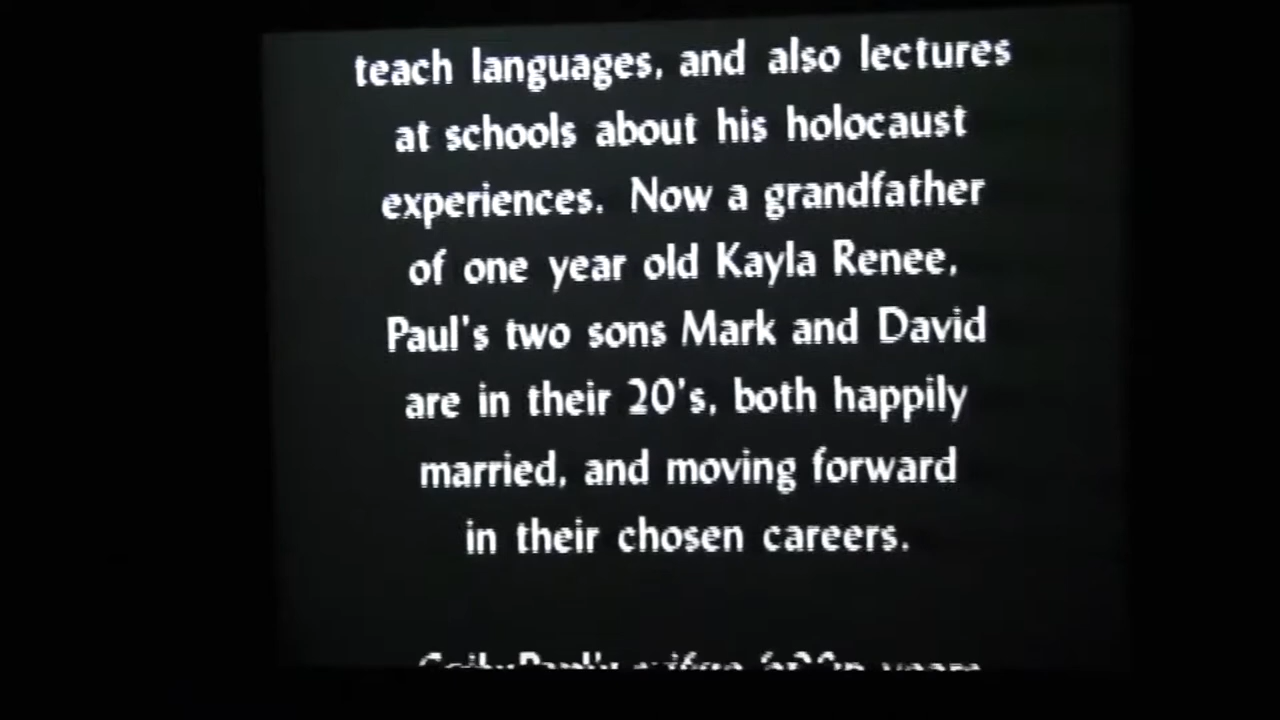 teach languages, and also lectures
at schools about his holocaust
experiences. Now a grandfather
of one year old Kayla Renee,
Paul's two sons Mark and David
are in their 20's, both happily
married, and moving forward
in their chosen careers.